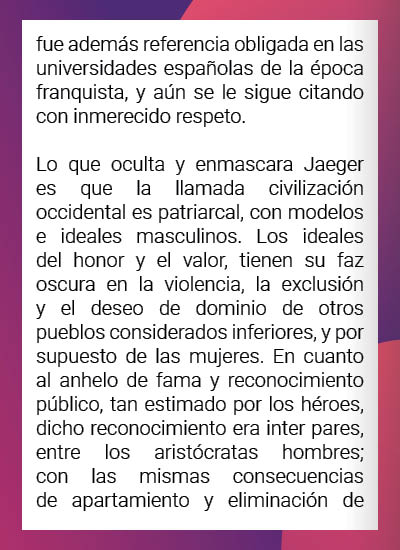 fue además referencia obligada en las
universidades españolas de la época
franquista, y aún se le sigue citando
con inmerecido respeto.

Lo que oculta y enmascara Jaeger
es que la llamada civilización
occidental es patriarcal, con modelos
e ideales masculinos. Los ideales
del honor y el valor, tienen su faz
oscura en la violencia, la exclusión
y el deseo de dominio de otros
pueblos considerados inferiores, y por
supuesto de las mujeres. En cuanto
al anhelo de fama y reconocimiento
público, tan estimado por los héroes,
dicho reconocimiento era inter pares,
entre los aristócratas hombres;
con las mismas consecuencias
de apartamiento y eliminación de